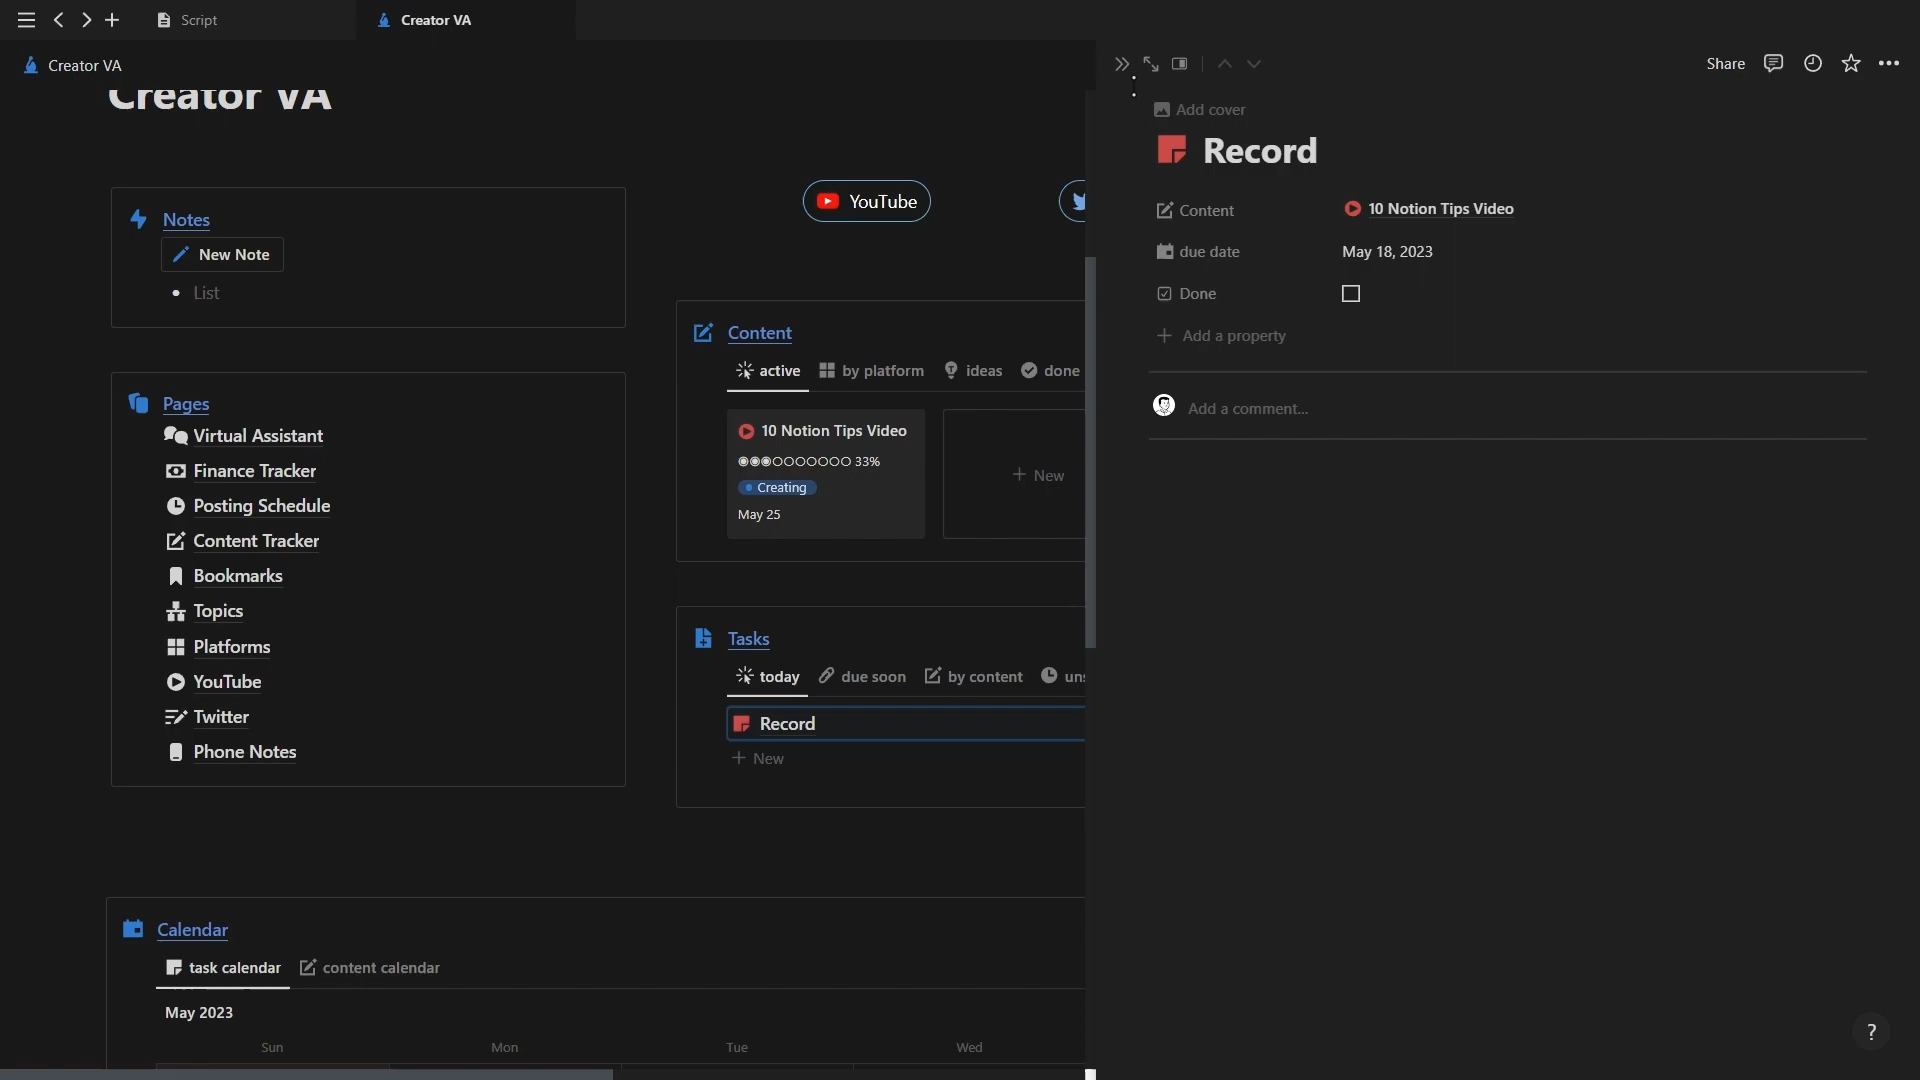 Script
Creator VA
Creator VA
Creator VA
Notes
New Note
List
Pages
Virtual Assistant
Finance Tracker
Posting Schedule
Content Tracker
Bookmarks
Topics
Platforms
YouTube
Twitter
Phone Notes
YouTube
Content
active by platform ideas done
10 Notion Tips Video
◉◉◉○○○○○○○ 33%
Creating
May 25
+ New
Tasks
today due soon by content uns
Record
+ New
Calendar
task calendar content calendar
May 2023
Sun Mon Tue Wed
Share
Add cover
Record
Content 10 Notion Tips Video
due date May 18, 2023
Done
+ Add a property
Add a comment...
?